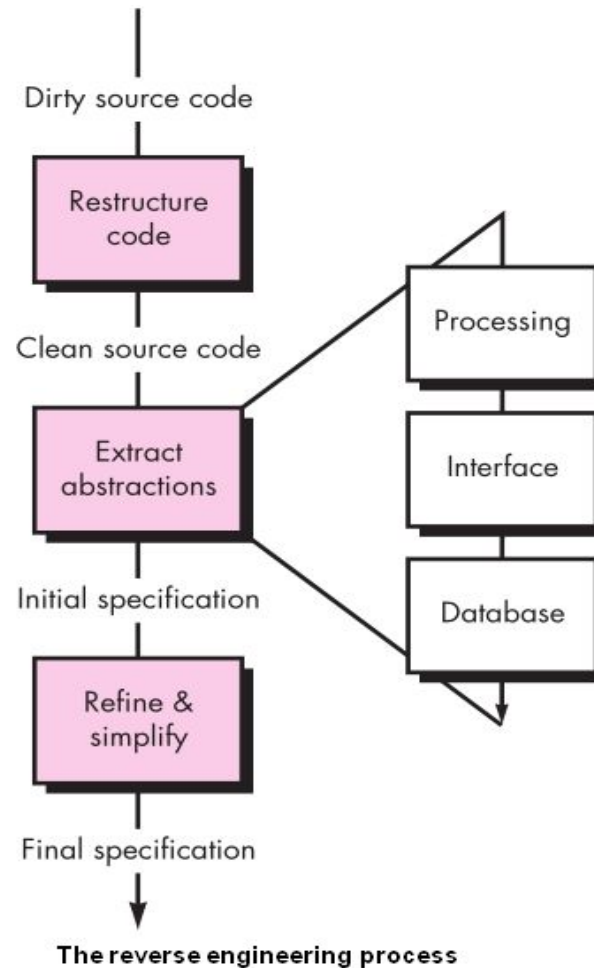 Dirty source code
Restructure
code
Clean source code
Extract
abstractions
Initial specification
Refine &
simplify
Final specification
Processing
Interface
Database
The reverse engineering process